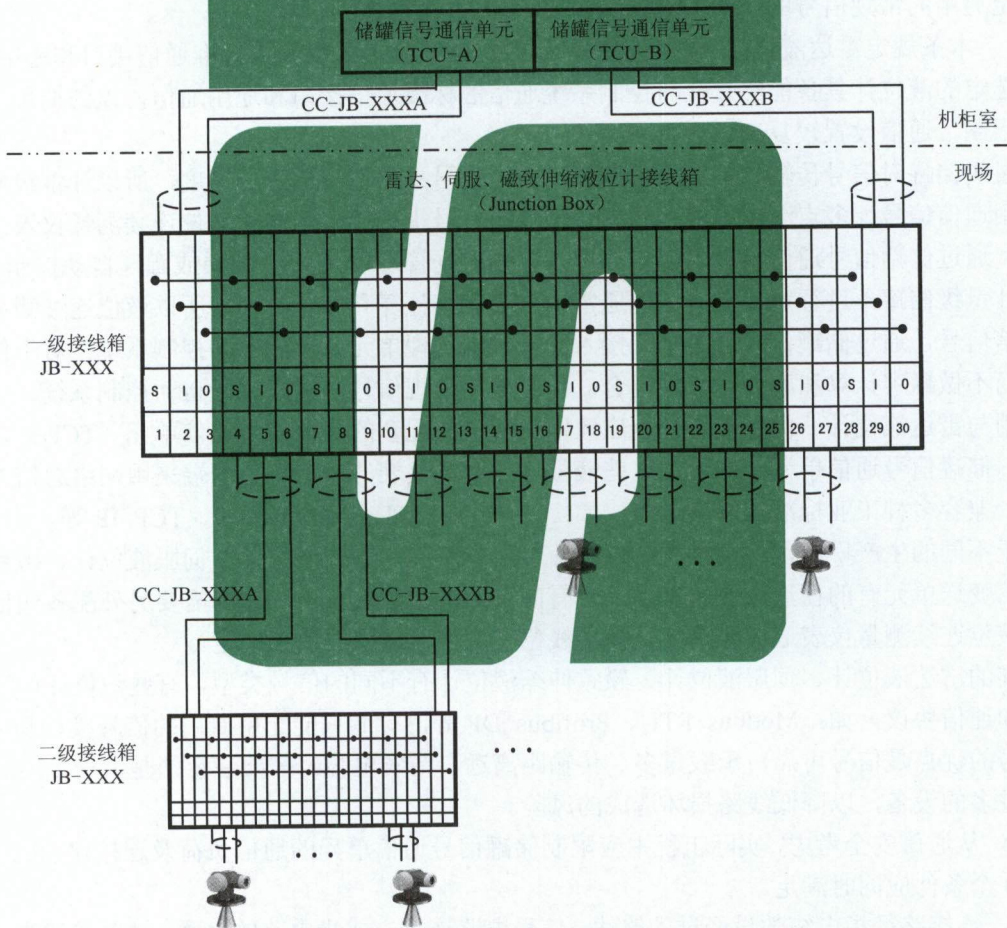 储罐信号通信单元
（TCU-A）
储罐信号通信单元
（TCU-B）
CC-JB-XXXA
CC-JB-XXXB
机柜室
现场
雷达、伺服、磁致伸缩液位计接线箱
（Junction Box）
一级接线箱
JB-XXX
S I O S I O S I O S I O S I O S I O S I O S I O S I O S I O
1 2 3 4 5 6 7 8 9 10 11 12 13 14 15 16 17 18 19 20 21 22 23 24 25 26 27 28 29 30
...
CC-JB-XXXA
CC-JB-XXXB
二级接线箱
JB-XXX
...
...